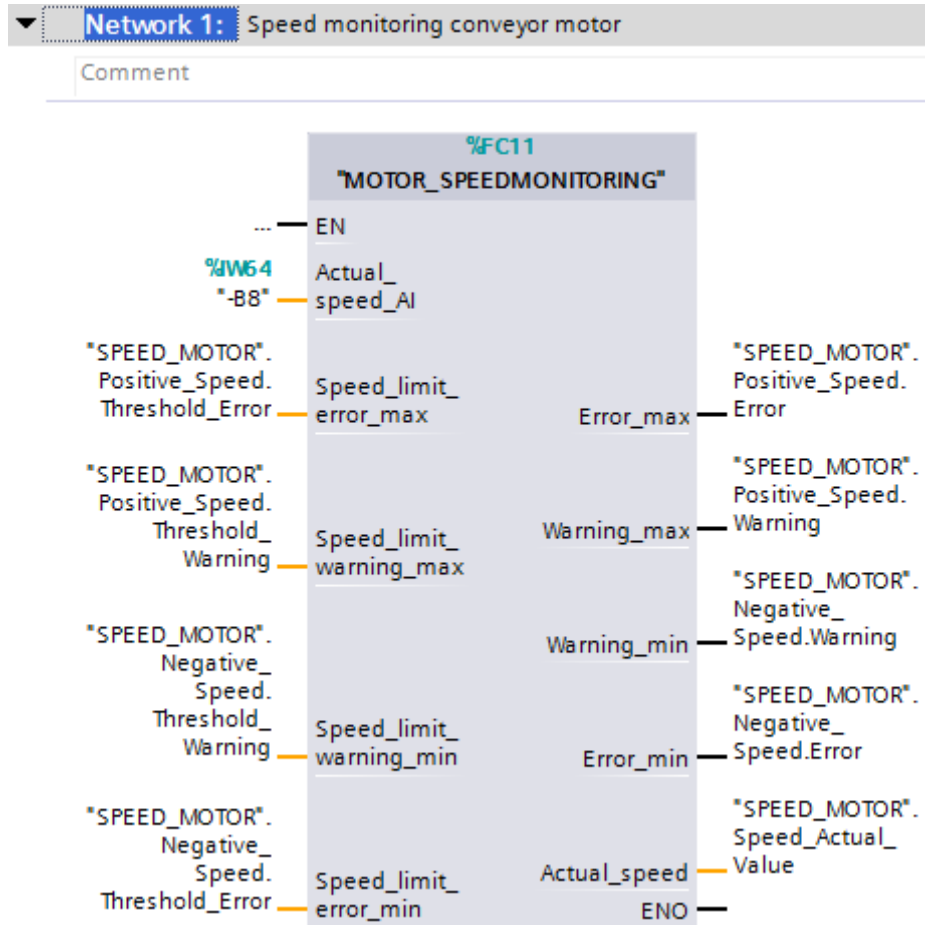 Network 1: Speed monitoring conveyor motor
Comment
%FC11
"MOTOR_SPEEDMONITORING"
... EN
%IW64
"-B8"
Actual_
speed_AI
"SPEED_MOTOR".
Positive_Speed.
Threshold_Error
Speed_limit_
error_max
Error_max
"SPEED_MOTOR".
Positive_Speed.
Error
"SPEED_MOTOR".
Positive_Speed.
Threshold_
Warning
Speed_limit_
warning_max
Warning_max
"SPEED_MOTOR".
Positive_Speed.
Warning
Warning_min
"SPEED_MOTOR".
Negative_
Speed.Warning
"SPEED_MOTOR".
Negative_
Speed.
Threshold_
Warning
Speed_limit_
warning_min
Error_min
"SPEED_MOTOR".
Negative_
Speed.Error
"SPEED_MOTOR".
Negative_
Speed.
Threshold_Error
Speed_limit_
error_min
Actual_speed
"SPEED_MOTOR".
Speed_Actual_
Value
ENO